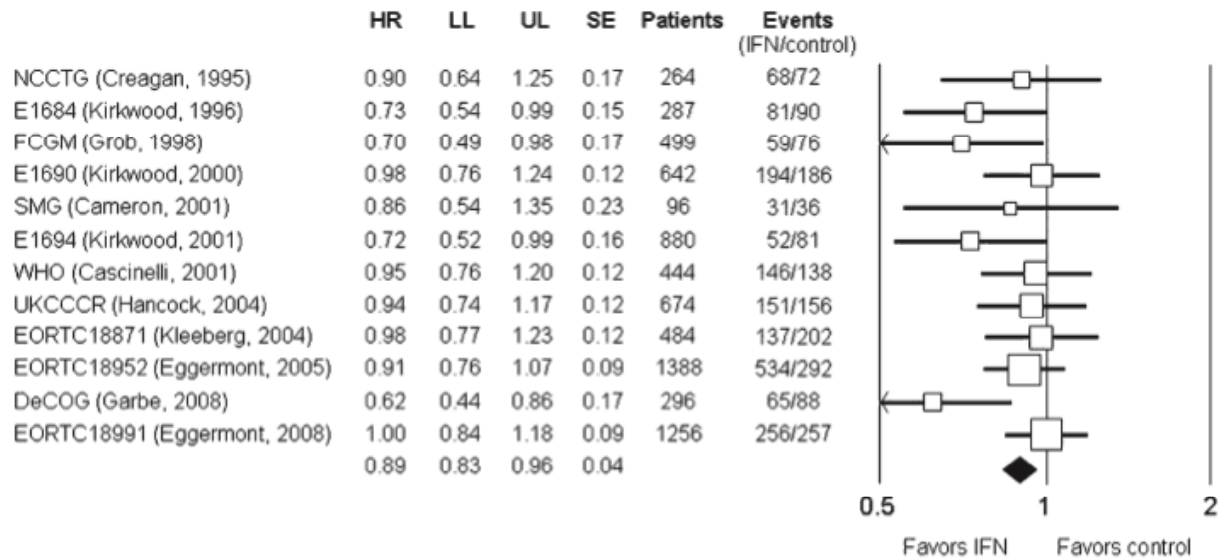 HR LL UL SE Patients Events
(IFN/control)
NCCTG (Creagan, 1995) 0.90 0.64 1.25 0.17 264 68/72
E1684 (Kirkwood, 1996) 0.73 0.54 0.99 0.15 287 81/90
FCGM (Grob, 1998) 0.70 0.49 0.98 0.17 499 59/76
E1690 (Kirkwood, 2000) 0.98 0.76 1.24 0.12 642 194/186
SMG (Cameron, 2001) 0.86 0.54 1.35 0.23 96 31/36
E1694 (Kirkwood, 2001) 0.72 0.52 0.99 0.16 880 52/81
WHO (Cascinelli, 2001) 0.95 0.76 1.20 0.12 444 146/138
UKCCCR (Hancock, 2004) 0.94 0.74 1.17 0.12 674 151/156
EORTC18871 (Kleeberg, 2004) 0.98 0.77 1.23 0.12 484 137/202
EORTC18952 (Eggermont, 2005) 0.91 0.76 1.07 0.09 1388 534/292
DeCOG (Garbe, 2008) 0.62 0.44 0.86 0.17 296 65/88
EORTC18991 (Eggermont, 2008) 1.00 0.84 1.18 0.09 1256 256/257
0.89 0.83 0.96 0.04
0.5 1 2
Favors IFN Favors control